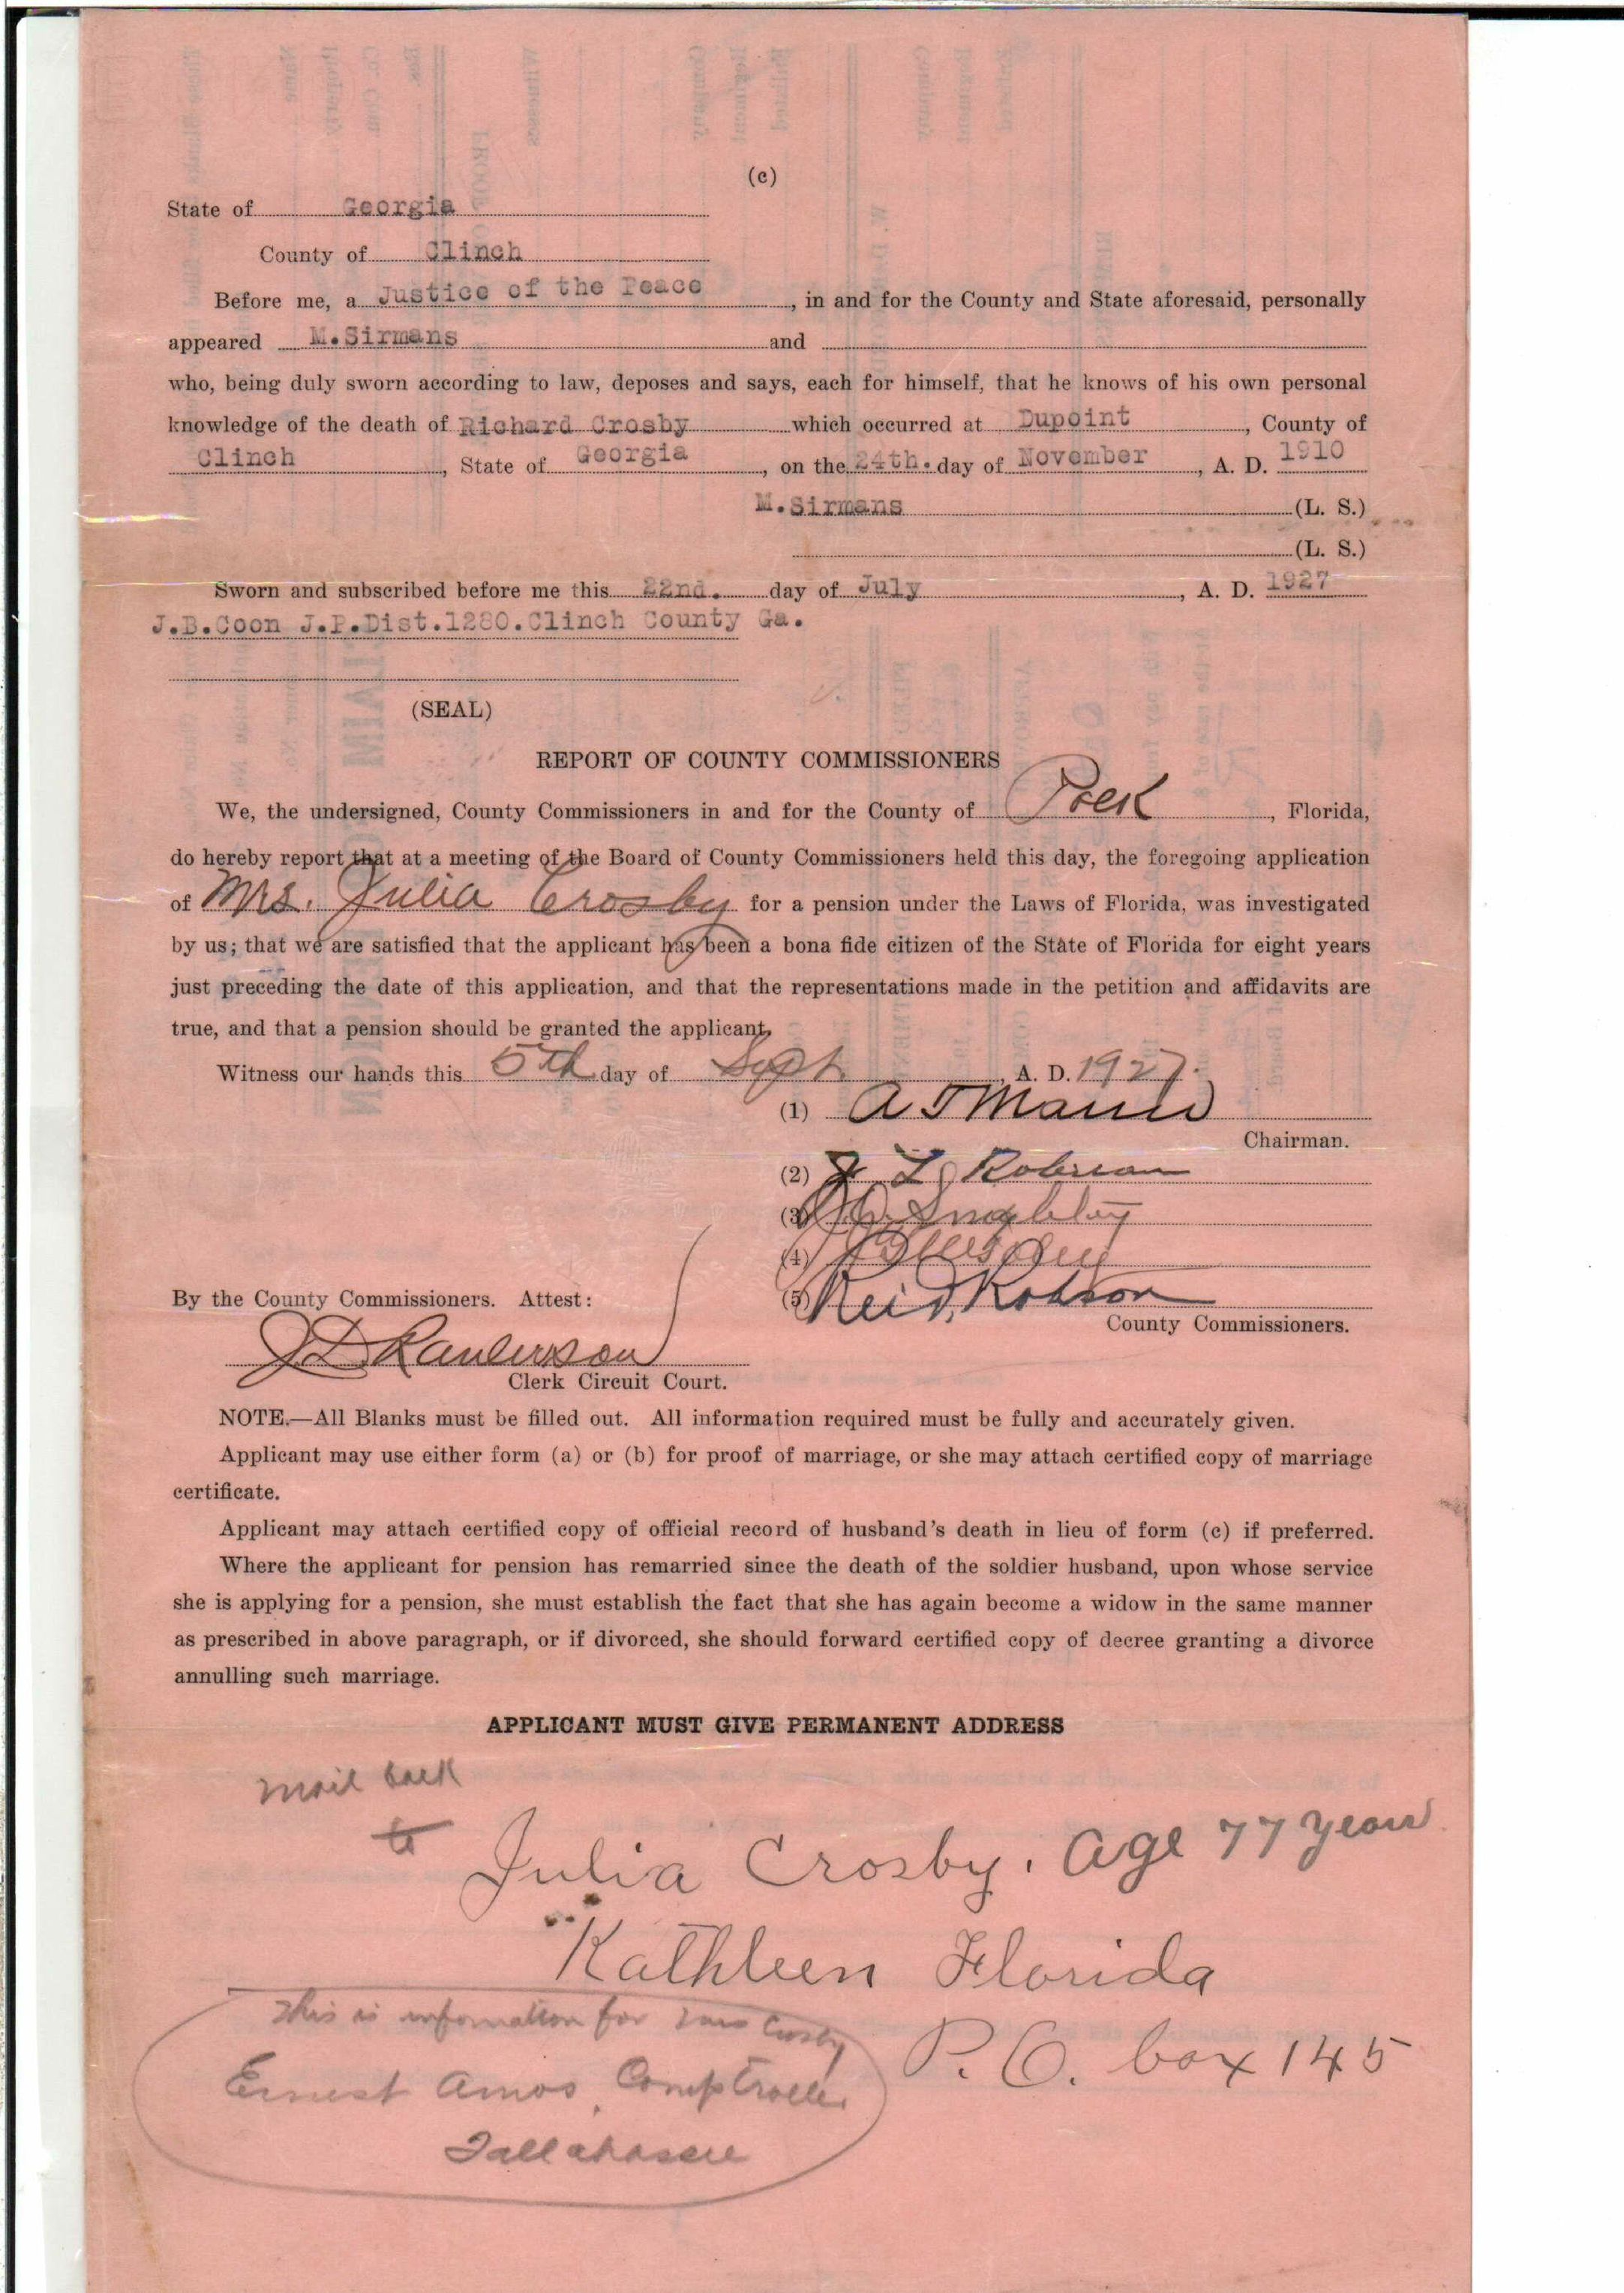 (c)
State of Georgia
County of Clinch
Before me, a Justice of the Peace, in and for the County and State aforesaid, personally
appeared M.Sirmans and
who, being duly sworn according to law, deposes and says, each for himself, that he knows of his own personal
knowledge of the death of Richard Crosby which occurred at Dupoint, County of
Clinch, State of Georgia, on the 24th. day of November, A. D. 1910
M.Sirmans (L. S.)
(L. S.)
Sworn and subscribed before me this 22nd. day of July, A. D. 1927
J.B.Coon J.P.Dist.1280.Clinch County Ga.
(SEAL)
REPORT OF COUNTY COMMISSIONERS
We, the undersigned, County Commissioners in and for the County of Polk, Florida,
do hereby report that at a meeting of the Board of County Commissioners held this day, the foregoing application
of Mrs. Julia Crosby for a pension under the Laws of Florida, was investigated
by us; that we are satisfied that the applicant has been a bona fide citizen of the State of Florida for eight years
just preceding the date of this application, and that the representations made in the petition and affidavits are
true, and that a pension should be granted the applicant.
Witness our hands this 5th day of Sept., A. D. 1927.
(1) A T Mann
Chairman.
(2) L Robinson
(3)
(4)
By the County Commissioners. Attest: (5) Reid Robson
County Commissioners.
J D Raulerson
Clerk Circuit Court.
NOTE.—All Blanks must be filled out. All information required must be fully and accurately given.
Applicant may use either form (a) or (b) for proof of marriage, or she may attach certified copy of marriage
certificate.
Applicant may attach certified copy of official record of husband's death in lieu of form (c) if preferred.
Where the applicant for pension has remarried since the death of the soldier husband, upon whose service
she is applying for a pension, she must establish the fact that she has again become a widow in the same manner
as prescribed in above paragraph, or if divorced, she should forward certified copy of decree granting a divorce
annulling such marriage.
APPLICANT MUST GIVE PERMANENT ADDRESS
mail back
to
Julia Crosby. Age 77 years
Kathleen Florida
This is information for Mrs Crosby
P. O. box 145
Ernest Amos, Comptroller
Tallahassee